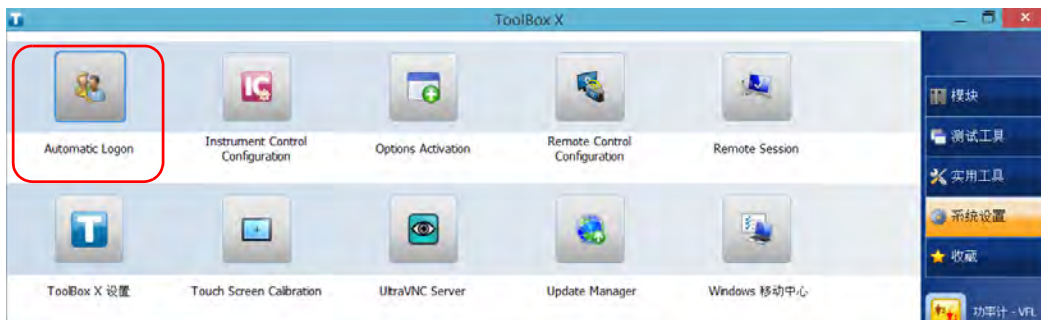 ToolBox X
Automatic Logon
Instrument Control
Configuration
Options Activation
Remote Control
Configuration
Remote Session
ToolBox X 设置
Touch Screen Calibration
UltraVNC Server
Update Manager
Windows 移动中心
模块
测试工具
实用工具
系统设置
收藏
功率计 - VFL